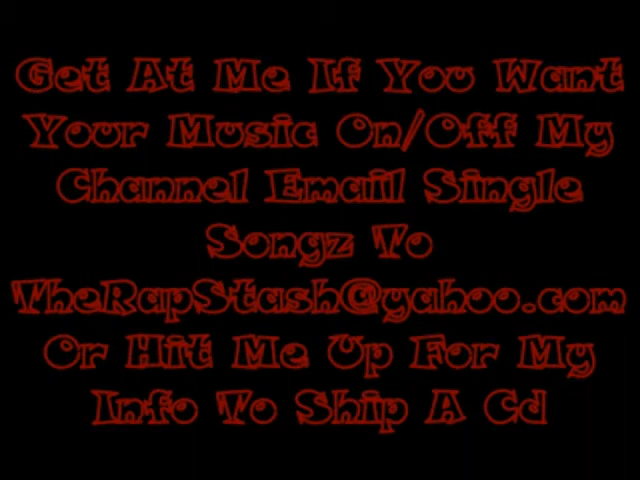 Get At Me If You Want
Your Music On/Off My
Channel Email Single
Songz To
TheRapStash@yahoo.com
Or Hit Me Up For My
Info To Ship A Cd